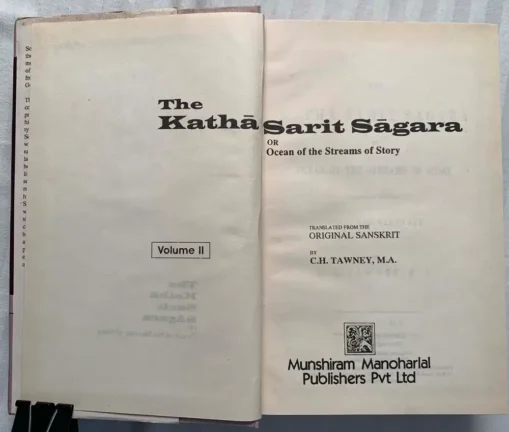 The
Kathā Sarit Sāgara
OR
Ocean of the Streams of Story
TRANSLATED FROM THE
ORIGINAL SANSKRIT
BY
C.H. TAWNEY, M.A.
Volume II
Munshiram Manoharlal
Publishers Pvt Ltd